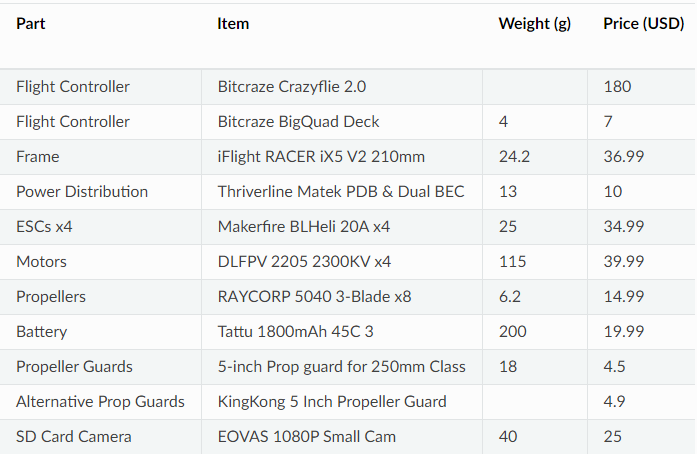 Part Item Weight (g) Price (USD)
Flight Controller Bitcraze Crazyflie 2.0 180
Flight Controller Bitcraze BigQuad Deck 4 7
Frame iFlight RACER iX5 V2 210mm 24.2 36.99
Power Distribution Thriverline Matek PDB & Dual BEC 13 10
ESCs x4 Makerfire BLHeli 20A x4 25 34.99
Motors DLFPV 2205 2300KV x4 115 39.99
Propellers RAYCORP 5040 3-Blade x8 6.2 14.99
Battery Tattu 1800mAh 45C 3 200 19.99
Propeller Guards 5-inch Prop guard for 250mm Class 18 4.5
Alternative Prop Guards KingKong 5 Inch Propeller Guard 4.9
SD Card Camera EOVAS 1080P Small Cam 40 25